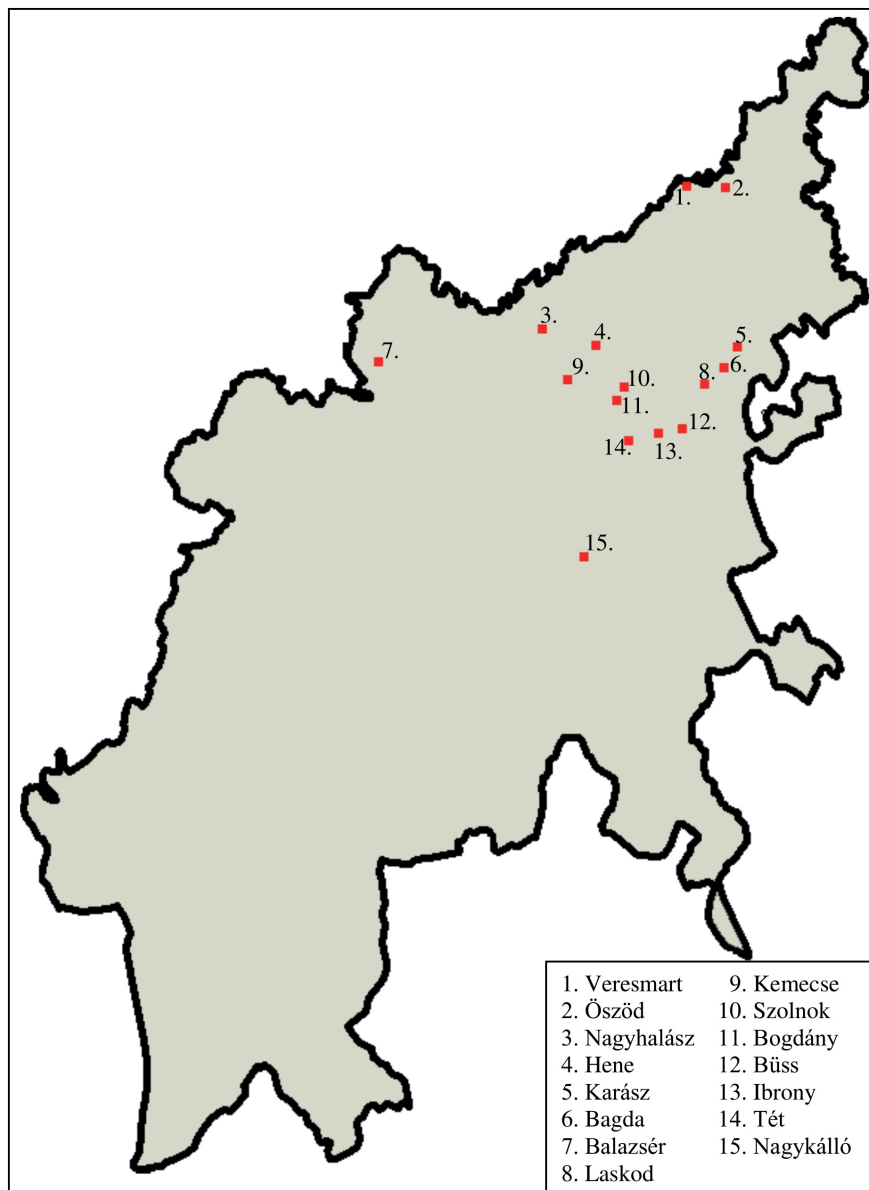 1.
2.
3.
4.
5.
6.
7.
8.
9.
10.
11.
12.
13.
14.
15.
1. Veresmart
2. Öszöd
3. Nagyhalász
4. Hene
5. Karász
6. Bagda
7. Balazsér
8. Laskod
9. Kemecse
10. Szolnok
11. Bogdány
12. Büss
13. Ibrony
14. Tét
15. Nagykálló